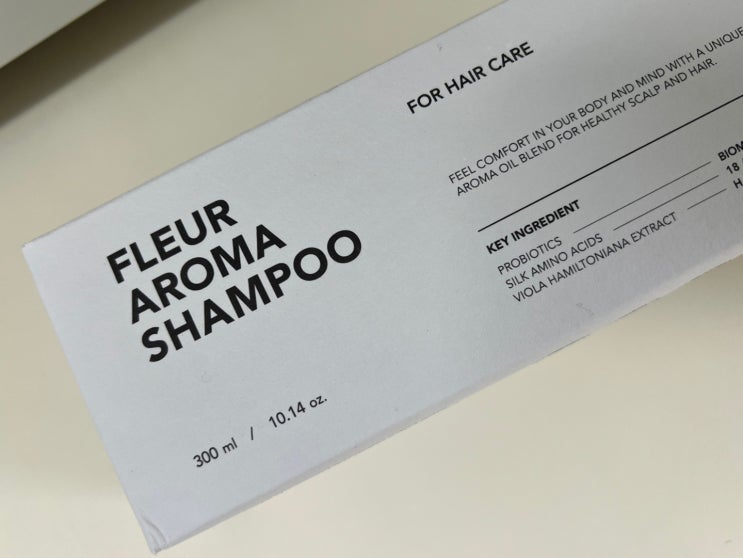 FLEUR
AROMA
SHAMPOO
300 ml / 10.14 oz.
FOR HAIR CARE
FEEL COMFORT IN YOUR BODY AND MIND WITH A UNIQUE
AROMA OIL BLEND FOR HEALTHY SCALP AND HAIR.
KEY INGREDIENT
PROBIOTICS
SILK AMINO ACIDS 18
VIOLA HAMILTONIANA EXTRACT